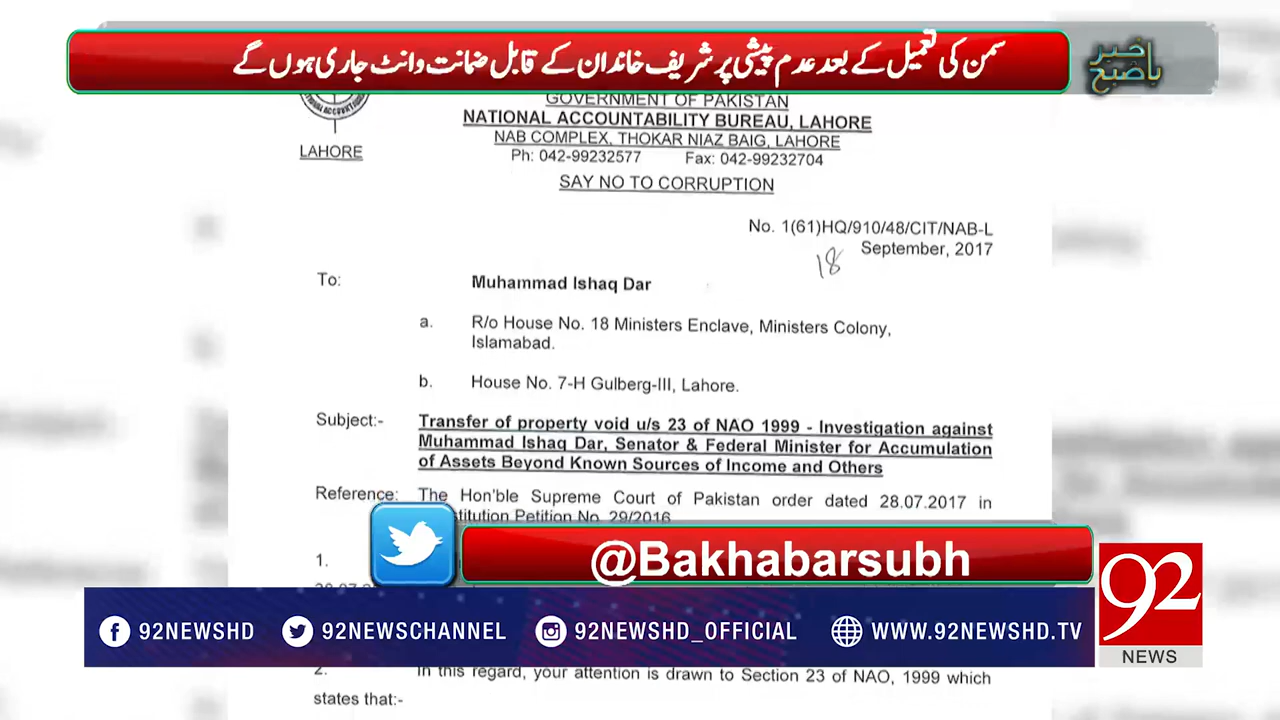 سمن کی تعمیل کے بعد عدم پیشی پر شریف خاندان کے قابل ضمانت وانٹ جاری ہوں گے
باخبر صبح
GOVERNMENT OF PAKISTAN
NATIONAL ACCOUNTABILITY BUREAU, LAHORE
NAB COMPLEX, THOKAR NIAZ BAIG, LAHORE
LAHORE
Ph: 042-99232577 Fax: 042-99232704
SAY NO TO CORRUPTION
No. 1(61)HQ/910/48/CIT/NAB-L
18 September, 2017
To: Muhammad Ishaq Dar
a. R/o House No. 18 Ministers Enclave, Ministers Colony,
Islamabad.
b. House No. 7-H Gulberg-III, Lahore.
Subject:- Transfer of property void u/s 23 of NAO 1999 - Investigation against
Muhammad Ishaq Dar, Senator & Federal Minister for Accumulation
of Assets Beyond Known Sources of Income and Others
Reference: The Hon'ble Supreme Court of Pakistan order dated 28.07.2017 in
stitution Petition No. 29/2016
1.
@Bakhabarsubh
92NEWSHD 92NEWSCHANNEL 92NEWSHD_OFFICIAL WWW.92NEWSHD.TV
92
NEWS
2. In this regard, your attention is drawn to Section 23 of NAO, 1999 which
states that:-